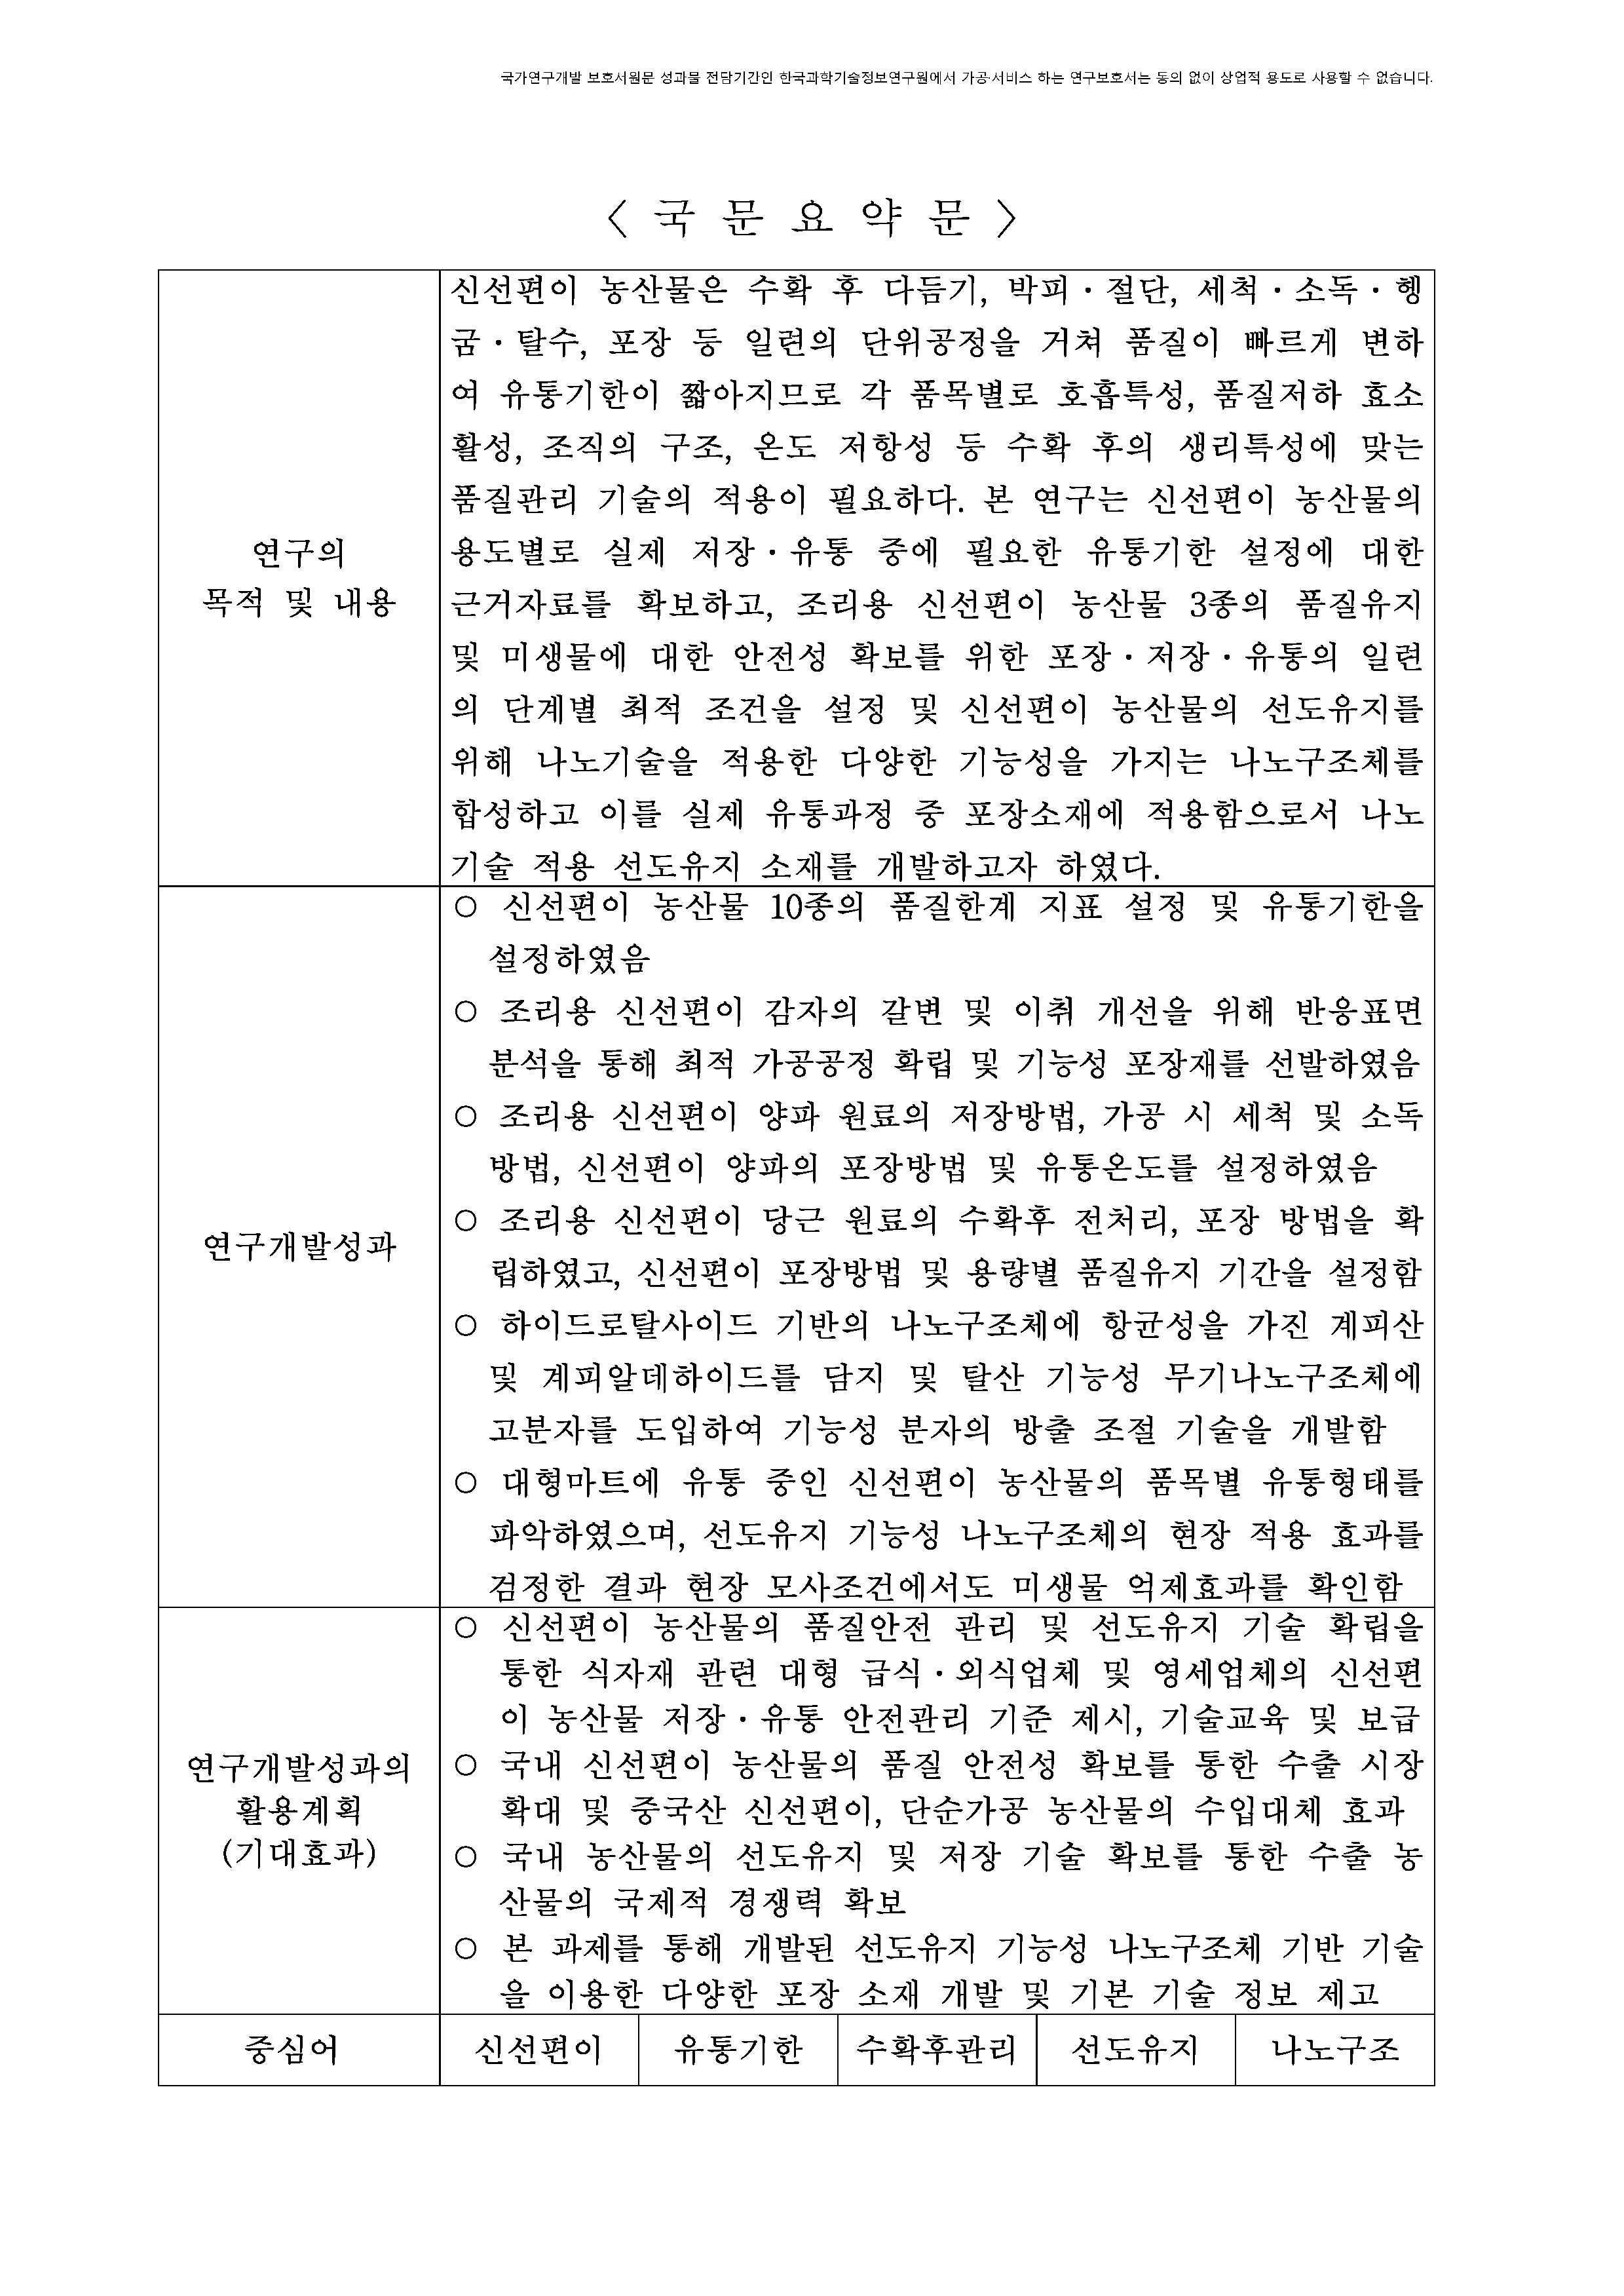 국가연구개발 보호서원문 성과물 전담기간인 한국과학기술정보연구원에서 가공·서비스 하는 연구보호서는 동의 없이 상업적 용도로 사용할 수 없습니다.
〈 국 문 요 약 문 〉
연구의
목적 및 내용
신선편이 농산물은 수확 후 다듬기, 박피·절단, 세척·소독·헹
굼·탈수, 포장 등 일련의 단위공정을 거쳐 품질이 빠르게 변하
여 유통기한이 짧아지므로 각 품목별로 호흡특성, 품질저하 효소
활성, 조직의 구조, 온도 저항성 등 수확 후의 생리특성에 맞는
품질관리 기술의 적용이 필요하다. 본 연구는 신선편이 농산물의
용도별로 실제 저장·유통 중에 필요한 유통기한 설정에 대한
근거자료를 확보하고, 조리용 신선편이 농산물 3종의 품질유지
및 미생물에 대한 안전성 확보를 위한 포장·저장·유통의 일련
의 단계별 최적 조건을 설정 및 신선편이 농산물의 선도유지를
위해 나노기술을 적용한 다양한 기능성을 가지는 나노구조체를
합성하고 이를 실제 유통과정 중 포장소재에 적용함으로서 나노
기술 적용 선도유지 소재를 개발하고자 하였다.
연구개발성과
○ 신선편이 농산물 10종의 품질한계 지표 설정 및 유통기한을
설정하였음
○ 조리용 신선편이 감자의 갈변 및 이취 개선을 위해 반응표면
분석을 통해 최적 가공공정 확립 및 기능성 포장재를 선발하였음
○ 조리용 신선편이 양파 원료의 저장방법, 가공 시 세척 및 소독
방법, 신선편이 양파의 포장방법 및 유통온도를 설정하였음
○ 조리용 신선편이 당근 원료의 수확후 전처리, 포장 방법을 확
립하였고, 신선편이 포장방법 및 용량별 품질유지 기간을 설정함
○ 하이드로탈사이드 기반의 나노구조체에 항균성을 가진 계피산
및 계피알데하이드를 담지 및 탈산 기능성 무기나노구조체에
고분자를 도입하여 기능성 분자의 방출 조절 기술을 개발함
○ 대형마트에 유통 중인 신선편이 농산물의 품목별 유통형태를
파악하였으며, 선도유지 기능성 나노구조체의 현장 적용 효과를
검정한 결과 현장 모사조건에서도 미생물 억제효과를 확인함
연구개발성과의
활용계획
(기대효과)
○ 신선편이 농산물의 품질안전 관리 및 선도유지 기술 확립을
통한 식자재 관련 대형 급식·외식업체 및 영세업체의 신선편
이 농산물 저장·유통 안전관리 기준 제시, 기술교육 및 보급
○ 국내 신선편이 농산물의 품질 안전성 확보를 통한 수출 시장
확대 및 중국산 신선편이, 단순가공 농산물의 수입대체 효과
○ 국내 농산물의 선도유지 및 저장 기술 확보를 통한 수출 농
산물의 국제적 경쟁력 확보
○ 본 과제를 통해 개발된 선도유지 기능성 나노구조체 기반 기술
을 이용한 다양한 포장 소재 개발 및 기본 기술 정보 제고
중심어 신선편이 유통기한 수확후관리 선도유지 나노구조